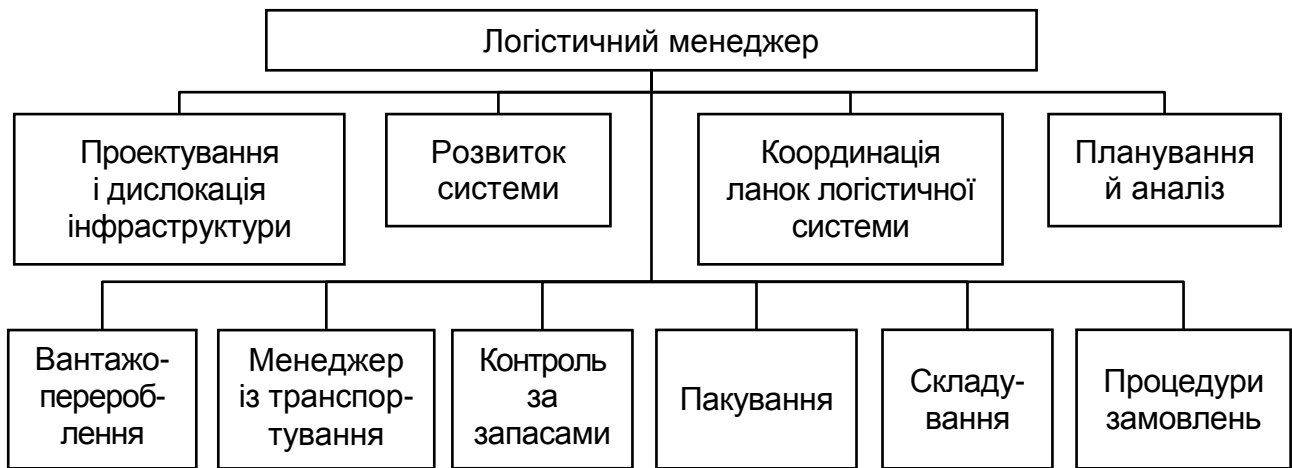 Логістичний менеджер
Проектування
і дислокація
інфраструктури
Розвиток
системи
Координація
ланок логістичної
системи
Планування
й аналіз
Вантажо-
перероб-
лення
Менеджер
із транспор-
тування
Контроль
за
запасами
Пакування
Складу-
вання
Процедури
замовлень